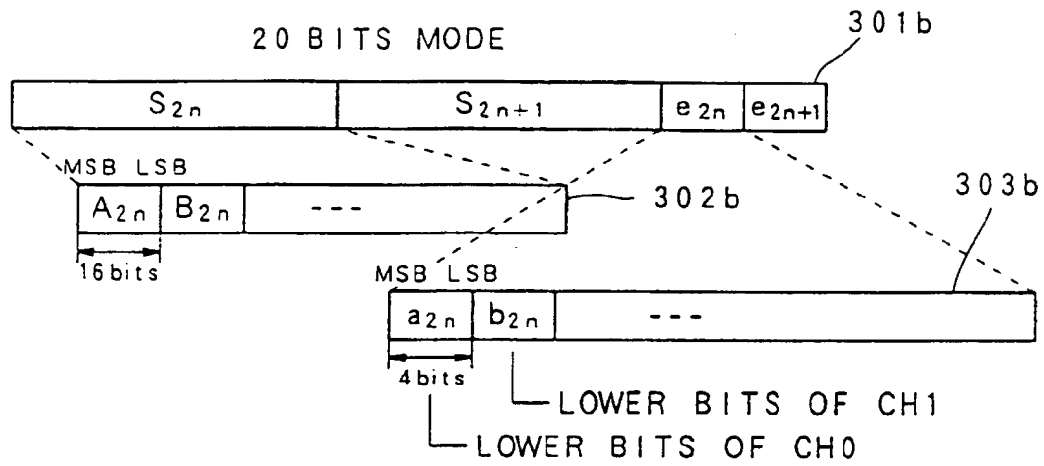 20 BITS MODE
301b
S2n S2n+1 e2n e2n+1
MSB LSB
302b
303b
A2n B2n ---
16bits
MSB LSB
a2n b2n ---
4bits
LOWER BITS OF CH1
LOWER BITS OF CH0